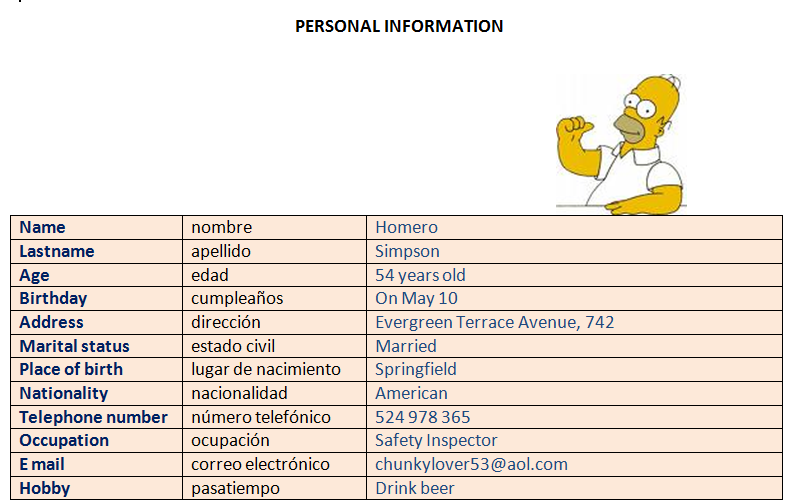 PERSONAL INFORMATION
Name nombre Homero
Lastname apellido Simpson
Age edad 54 years old
Birthday cumpleaños On May 10
Address dirección Evergreen Terrace Avenue, 742
Marital status estado civil Married
Place of birth lugar de nacimiento Springfield
Nationality nacionalidad American
Telephone number número telefónico 524 978 365
Occupation ocupación Safety Inspector
E mail correo electrónico chunkylover53@aol.com
Hobby pasatiempo Drink beer